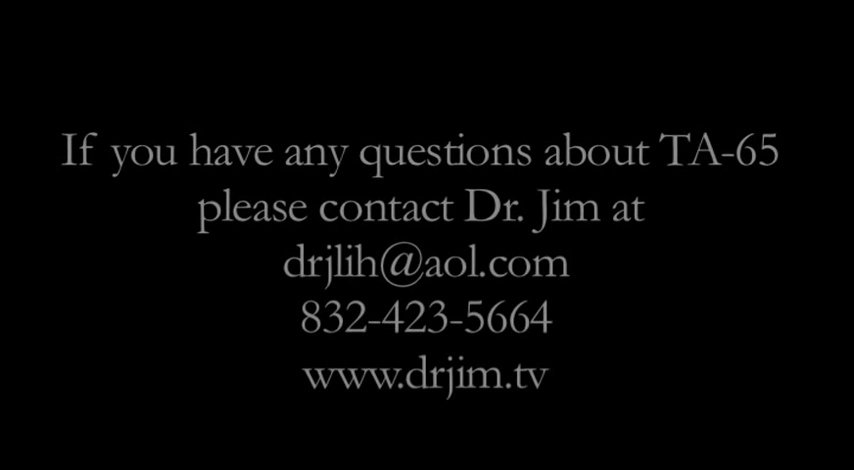 If you have any questions about TA-65
please contact Dr. Jim at
drjlih@aol.com
832-423-5664
www.drjim.tv